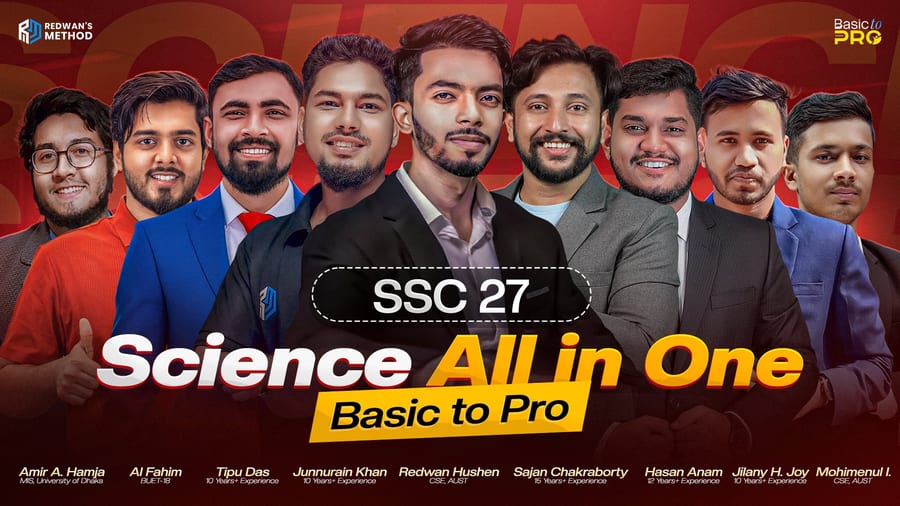 REDWAN'S
METHOD
Basic to
PRO
SSC 27
Science All in One
Basic to Pro
Amir A. Hamja
MIS, University of Dhaka
Al Fahim
BUET-18
Tipu Das
10 Years+ Experience
Junnurain Khan
10 Years+ Experience
Redwan Hushen
CSE, AUST
Sajan Chakraborty
15 Years+ Experience
Hasan Anam
12 Years+ Experience
Jilany H. Joy
10 Years+ Experience
Mohimenul I.
CSE, AUST